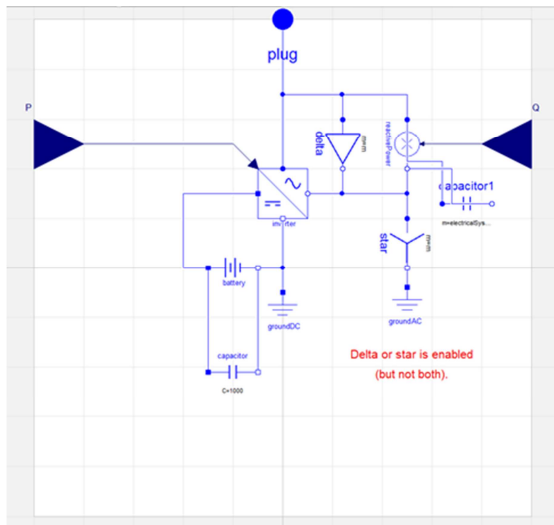 plug
P
Q
delta
m=m
reactivePower
capacitor1
m=electricalSys...
inverter
star
m=m
battery
groundDC
groundAC
capacitor
C=1000
Delta or star is enabled
(but not both).